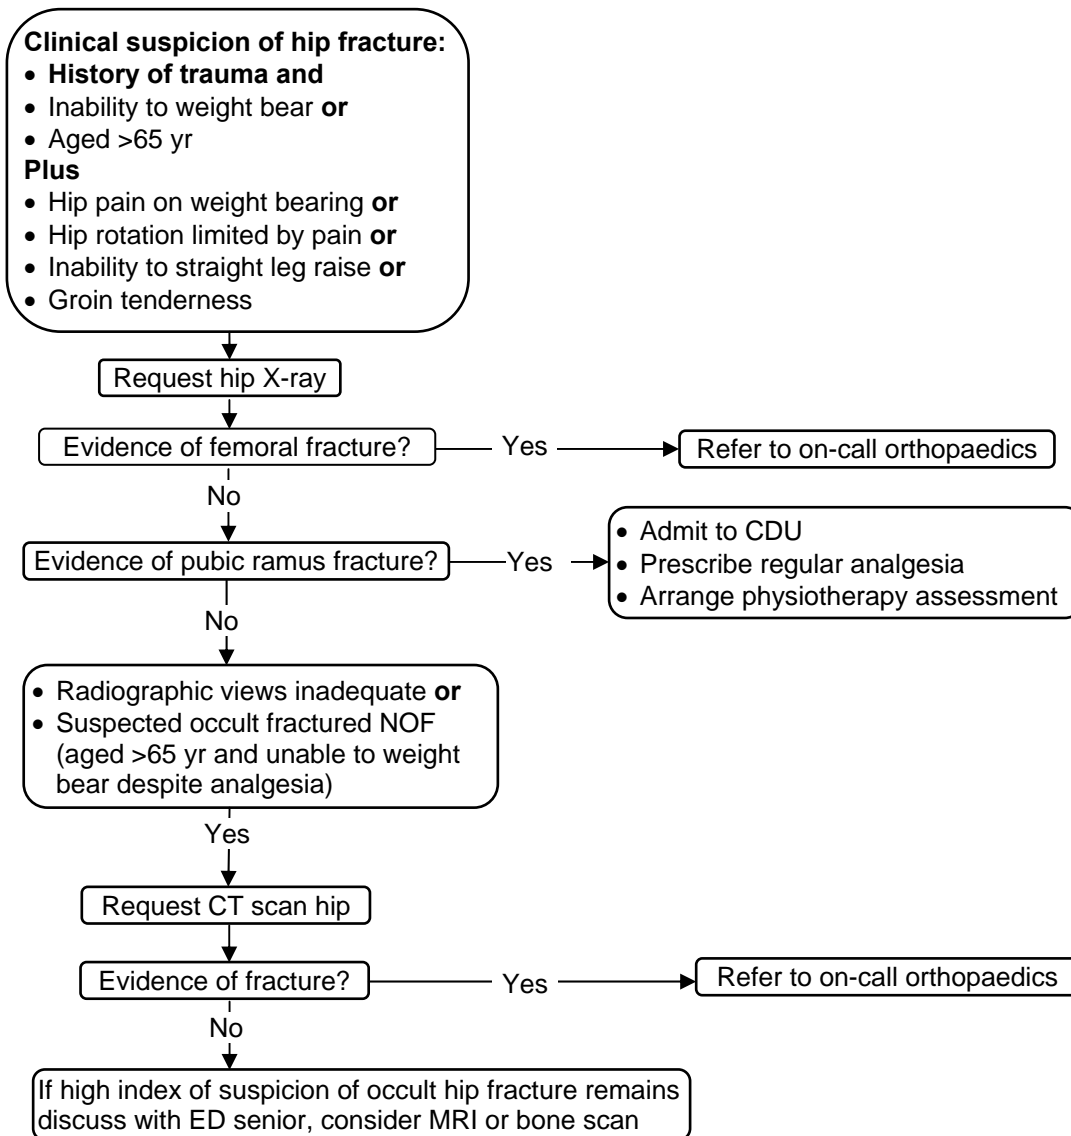 Clinical suspicion of hip fracture:
• History of trauma and
• Inability to weight bear or
• Aged >65 yr
Plus
• Hip pain on weight bearing or
• Hip rotation limited by pain or
• Inability to straight leg raise or
• Groin tenderness
Request hip X-ray
Evidence of femoral fracture?
Yes
Refer to on-call orthopaedics
No
Evidence of pubic ramus fracture?
Yes
• Admit to CDU
• Prescribe regular analgesia
• Arrange physiotherapy assessment
No
• Radiographic views inadequate or
• Suspected occult fractured NOF
(aged >65 yr and unable to weight
bear despite analgesia)
Yes
Request CT scan hip
Evidence of fracture?
Yes
Refer to on-call orthopaedics
No
If high index of suspicion of occult hip fracture remains
discuss with ED senior, consider MRI or bone scan